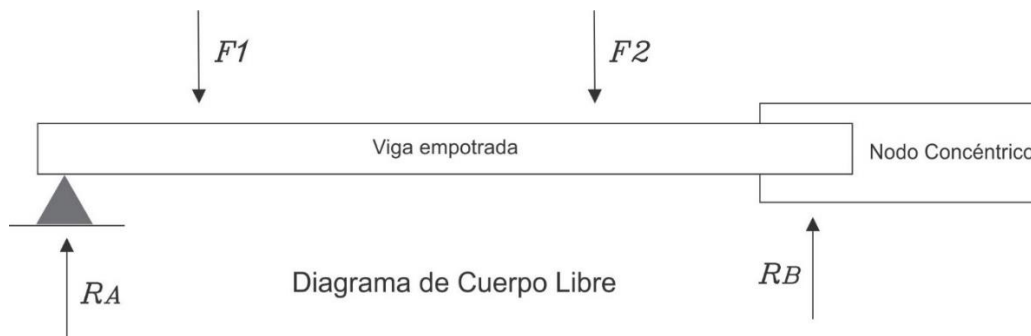 F1
F2
Viga empotrada
Nodo Concéntrico
RA
Diagrama de Cuerpo Libre
RB